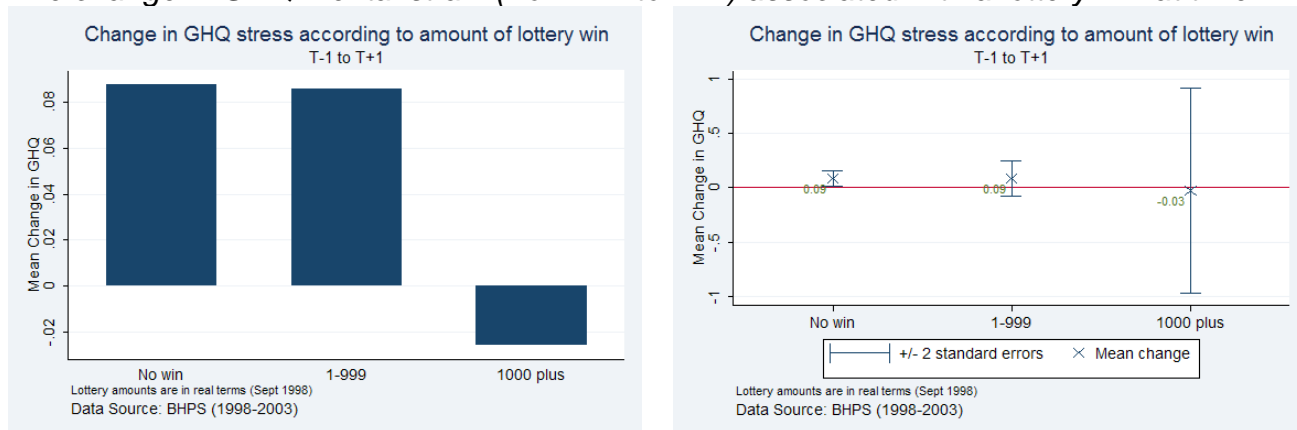 Change in GHQ stress according to amount of lottery win
T-1 to T+1
Mean Change in GHQ
.08
.06
.04
.02
0
-.02
No win 1-999 1000 plus
Lottery amounts are in real terms (Sept 1998)
Data Source: BHPS (1998-2003)
Change in GHQ stress according to amount of lottery win
T-1 to T+1
Mean Change in GHQ
1
.5
0
-.5
-1
0.09 0.09 -0.03
No win 1-999 1000 plus
+/- 2 standard errors Mean change
Lottery amounts are in real terms (Sept 1998)
Data Source: BHPS (1998-2003)